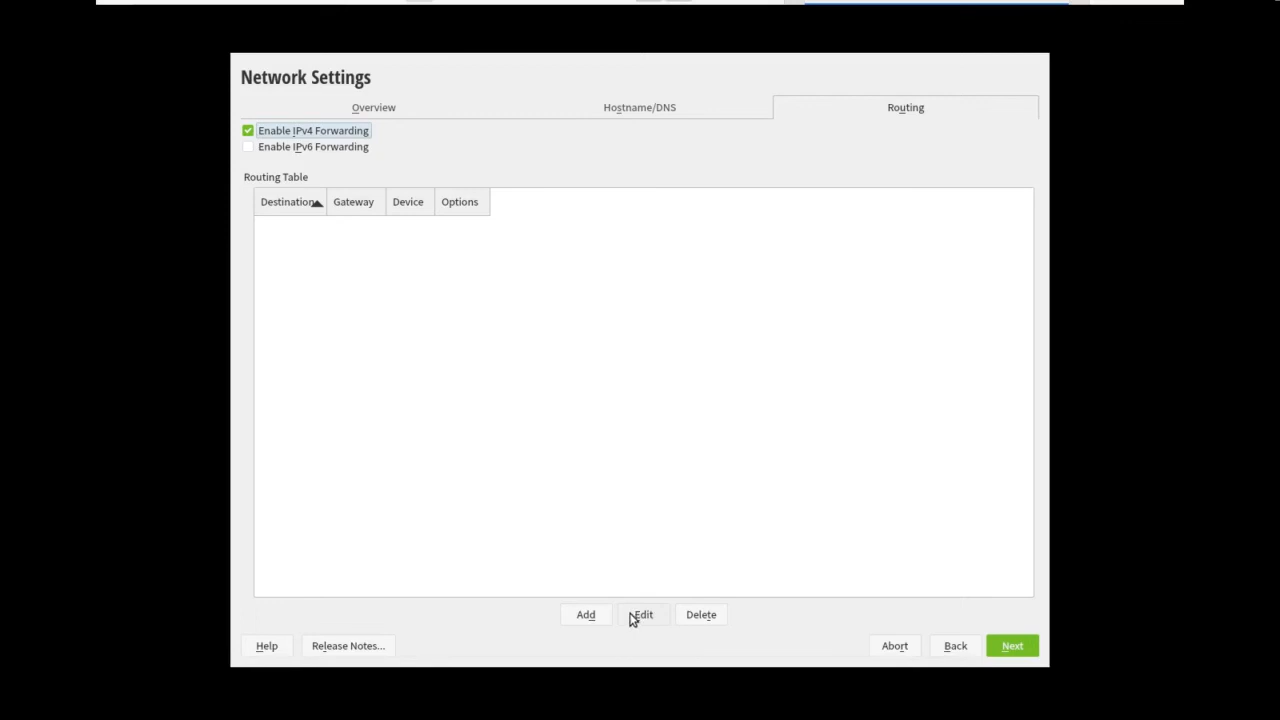 Network Settings
Overview
Hostname/DNS
Routing
Enable IPv4 Forwarding
Enable IPv6 Forwarding
Routing Table
Destination
Gateway
Device
Options
Add
Edit
Delete
Help
Release Notes...
Abort
Back
Next